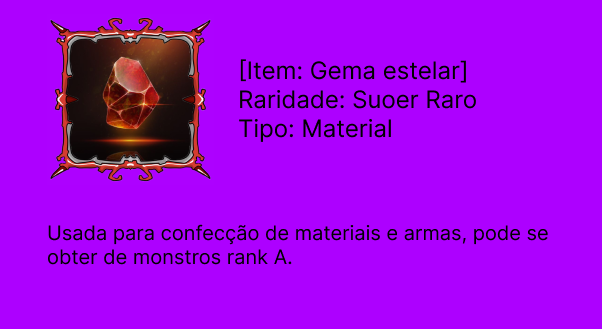 [Item: Gema estelar]
Raridade: Suoer Raro
Tipo: Material
Usada para confecção de materiais e armas, pode se
obter de monstros rank A.